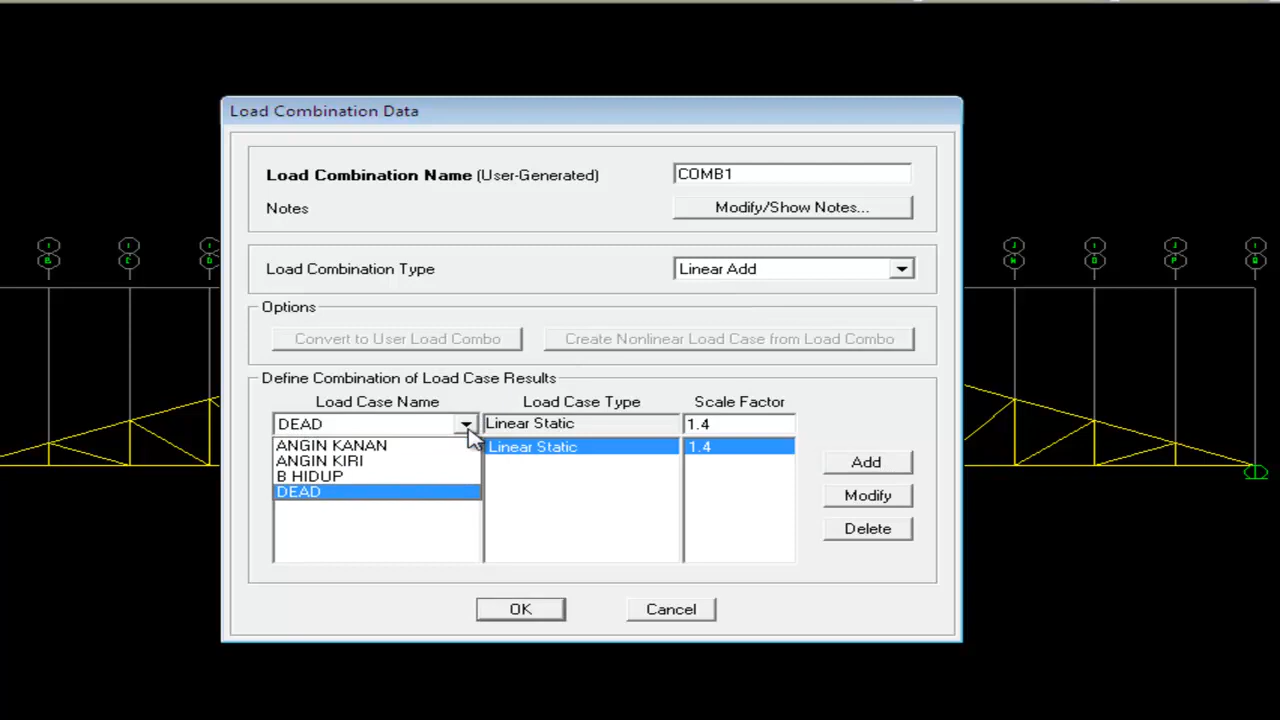 Load Combination Data
Load Combination Name (User-Generated)
COMB1
Notes
Modify/Show Notes...
Load Combination Type
Linear Add
Options
Convert to User Load Combo
Create Nonlinear Load Case from Load Combo
Define Combination of Load Case Results
Load Case Name
Load Case Type
Scale Factor
DEAD
Linear Static
1.4
ANGIN KANAN
ANGIN KIRI
B HIDUP
DEAD
Linear Static
1.4
Add
Modify
Delete
OK
Cancel